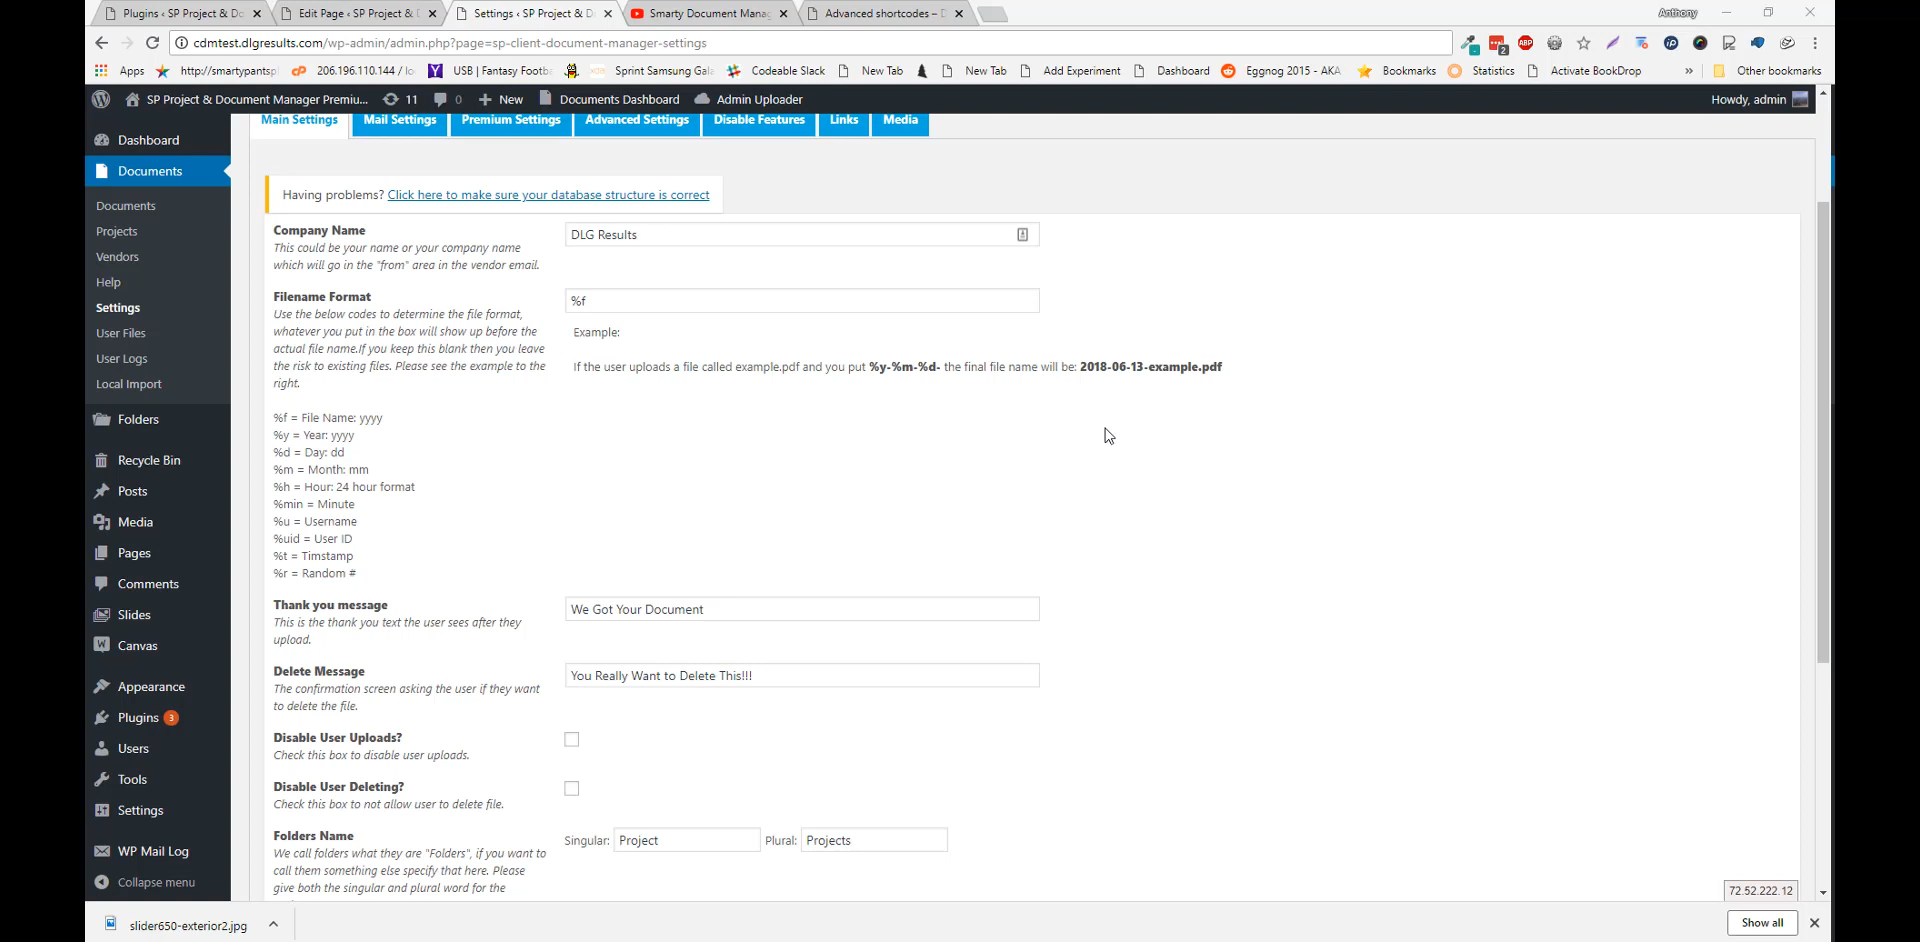 Plugins ‹ SP Project & Do
Edit Page ‹ SP Project & D
Settings ‹ SP Project & D
Smarty Document Manag
Advanced shortcodes – D
Anthony
cdmtest.dlgresults.com/wp-admin/admin.php?page=sp-client-document-manager-settings
Apps
http://smartypantsp
206.196.110.144 / lo
USB | Fantasy Footba
Sprint Samsung Gala
Codeable Slack
New Tab
New Tab
Add Experiment
Dashboard
Eggnog 2015 - AKA
Bookmarks
Statistics
Activate BookDrop
»
Other bookmarks
SP Project & Document Manager Premiu...
11
0
New
Documents Dashboard
Admin Uploader
Howdy, admin
Dashboard
Documents
Documents
Projects
Vendors
Help
Settings
User Files
User Logs
Local Import
Folders
Recycle Bin
Posts
Media
Pages
Comments
Slides
Canvas
Appearance
Plugins 3
Users
Tools
Settings
WP Mail Log
Collapse menu
Main Settings
Mail Settings
Premium Settings
Advanced Settings
Disable Features
Links
Media
Having problems? Click here to make sure your database structure is correct
Company Name
This could be your name or your company name
which will go in the "from" area in the vendor email.
DLG Results
Filename Format
Use the below codes to determine the file format,
whatever you put in the box will show up before the
actual file name.If you keep this blank then you leave
the risk to existing files. Please see the example to the
right.
%f
Example:
If the user uploads a file called example.pdf and you put %y-%m-%d- the final file name will be: 2018-06-13-example.pdf
%f = File Name: yyyy
%y = Year: yyyy
%d = Day: dd
%m = Month: mm
%h = Hour: 24 hour format
%min = Minute
%u = Username
%uid = User ID
%t = Timstamp
%r = Random #
Thank you message
This is the thank you text the user sees after they
upload.
We Got Your Document
Delete Message
The confirmation screen asking the user if they want
to delete the file.
You Really Want to Delete This!!!
Disable User Uploads?
Check this box to disable user uploads.
Disable User Deleting?
Check this box to not allow user to delete file.
Folders Name
We call folders what they are "Folders", if you want to
call them something else specify that here. Please
give both the singular and plural word for the
Singular: Project
Plural: Projects
72.52.222.12
slider650-exterior2.jpg
Show all